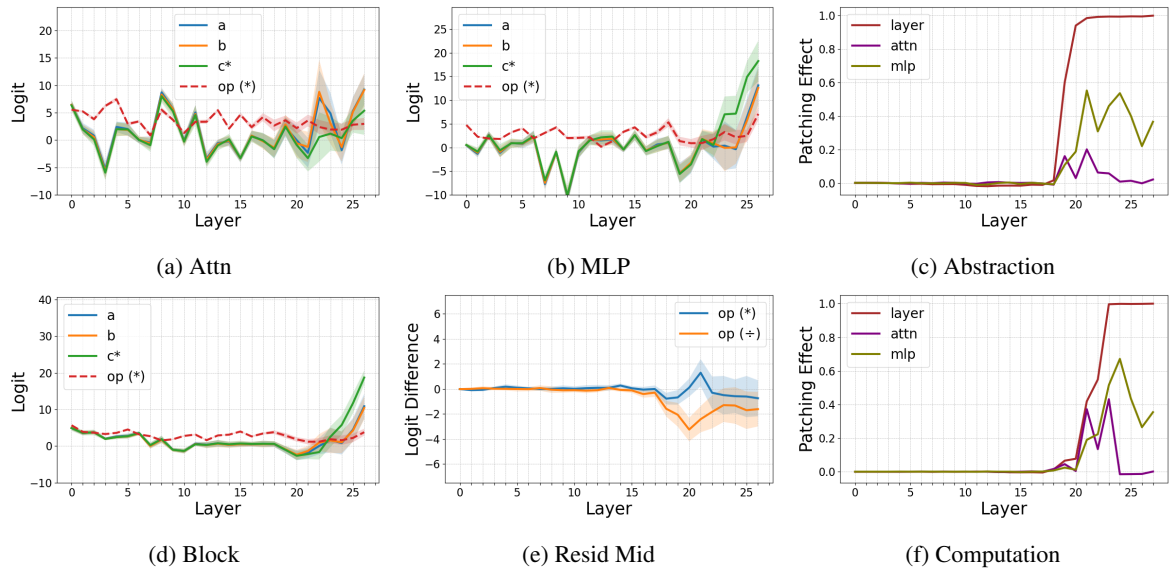 Logit
20
15
10
5
0
−5
−10
a
b
c*
op (*)
0 5 10 15 20 25
Layer
(a) Attn
Logit
25
20
15
10
5
0
−5
−10
a
b
c*
op (*)
0 5 10 15 20 25
Layer
(b) MLP
Patching Effect
1.0
0.8
0.6
0.4
0.2
0.0
layer
attn
mlp
0 5 10 15 20 25
Layer
(c) Abstraction
Logit
40
30
20
10
0
−10
a
b
c*
op (*)
0 5 10 15 20 25
Layer
(d) Block
Logit Difference
6
4
2
0
−2
−4
−6
op (*)
op (÷)
0 5 10 15 20 25
Layer
(e) Resid Mid
Patching Effect
1.0
0.8
0.6
0.4
0.2
0.0
layer
attn
mlp
0 5 10 15 20 25
Layer
(f) Computation